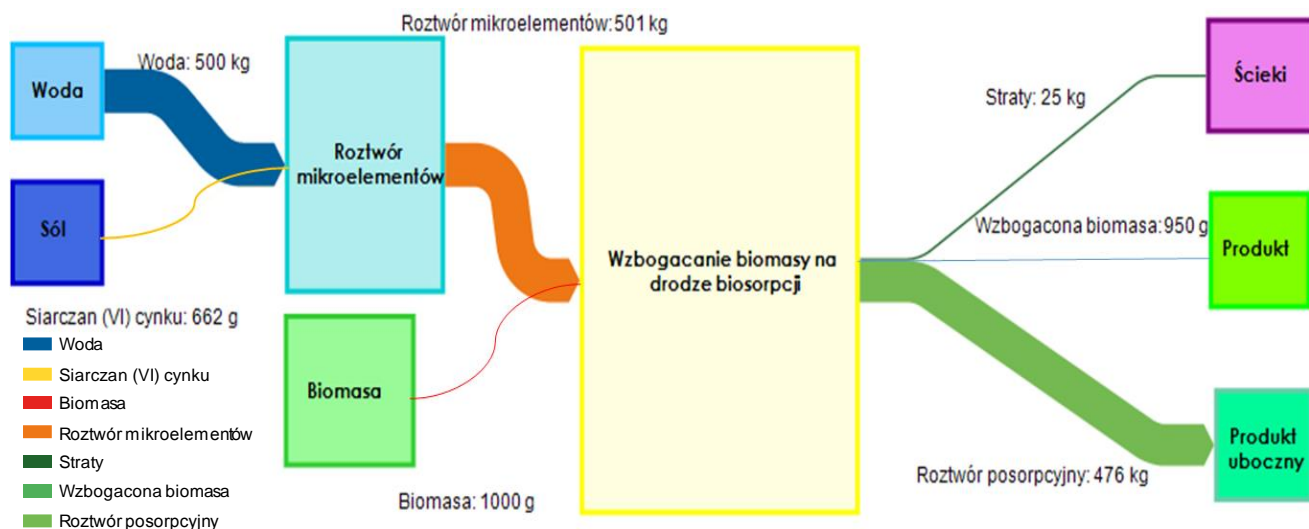 Roztwór mikroelementów: 501 kg
Woda: 500 kg
Woda
Sól
Siarczan (VI) cynku: 662 g
Roztwór
mikroelementów
Biomasa
Biomasa: 1000 g
Wzbogacanie biomasy na
drodze biosorpcji
Straty: 25 kg
Ścieki
Wzbogacona biomasa: 950 g
Produkt
Roztwór posorpcyjny: 476 kg
Produkt
uboczny
Woda
Siarczan (VI) cynku
Biomasa
Roztwór mikroelementów
Straty
Wzbogacona biomasa
Roztwór posorpcyjny